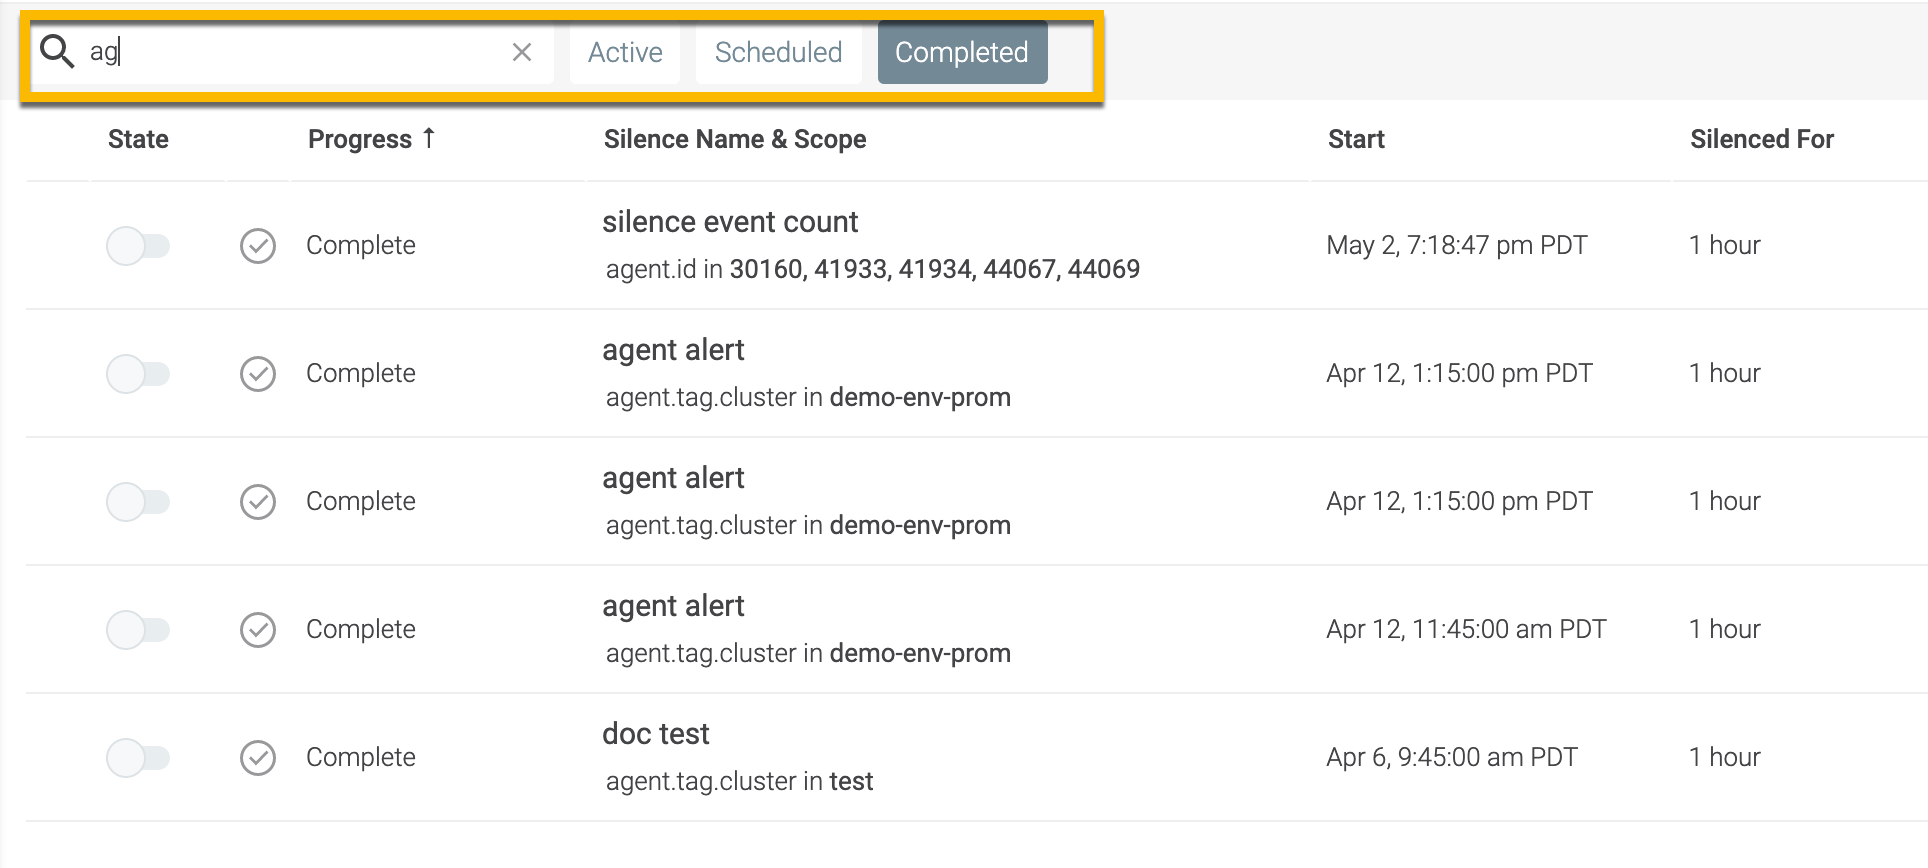 ag Active Scheduled Completed
State Progress ↑ Silence Name & Scope Start Silenced For
silence event count
Complete May 2, 7:18:47 pm PDT 1 hour
agent.id in 30160, 41933, 41934, 44067, 44069
agent alert
Complete Apr 12, 1:15:00 pm PDT 1 hour
agent.tag.cluster in demo-env-prom
agent alert
Complete Apr 12, 1:15:00 pm PDT 1 hour
agent.tag.cluster in demo-env-prom
agent alert
Complete Apr 12, 11:45:00 am PDT 1 hour
agent.tag.cluster in demo-env-prom
doc test
Complete Apr 6, 9:45:00 am PDT 1 hour
agent.tag.cluster in test